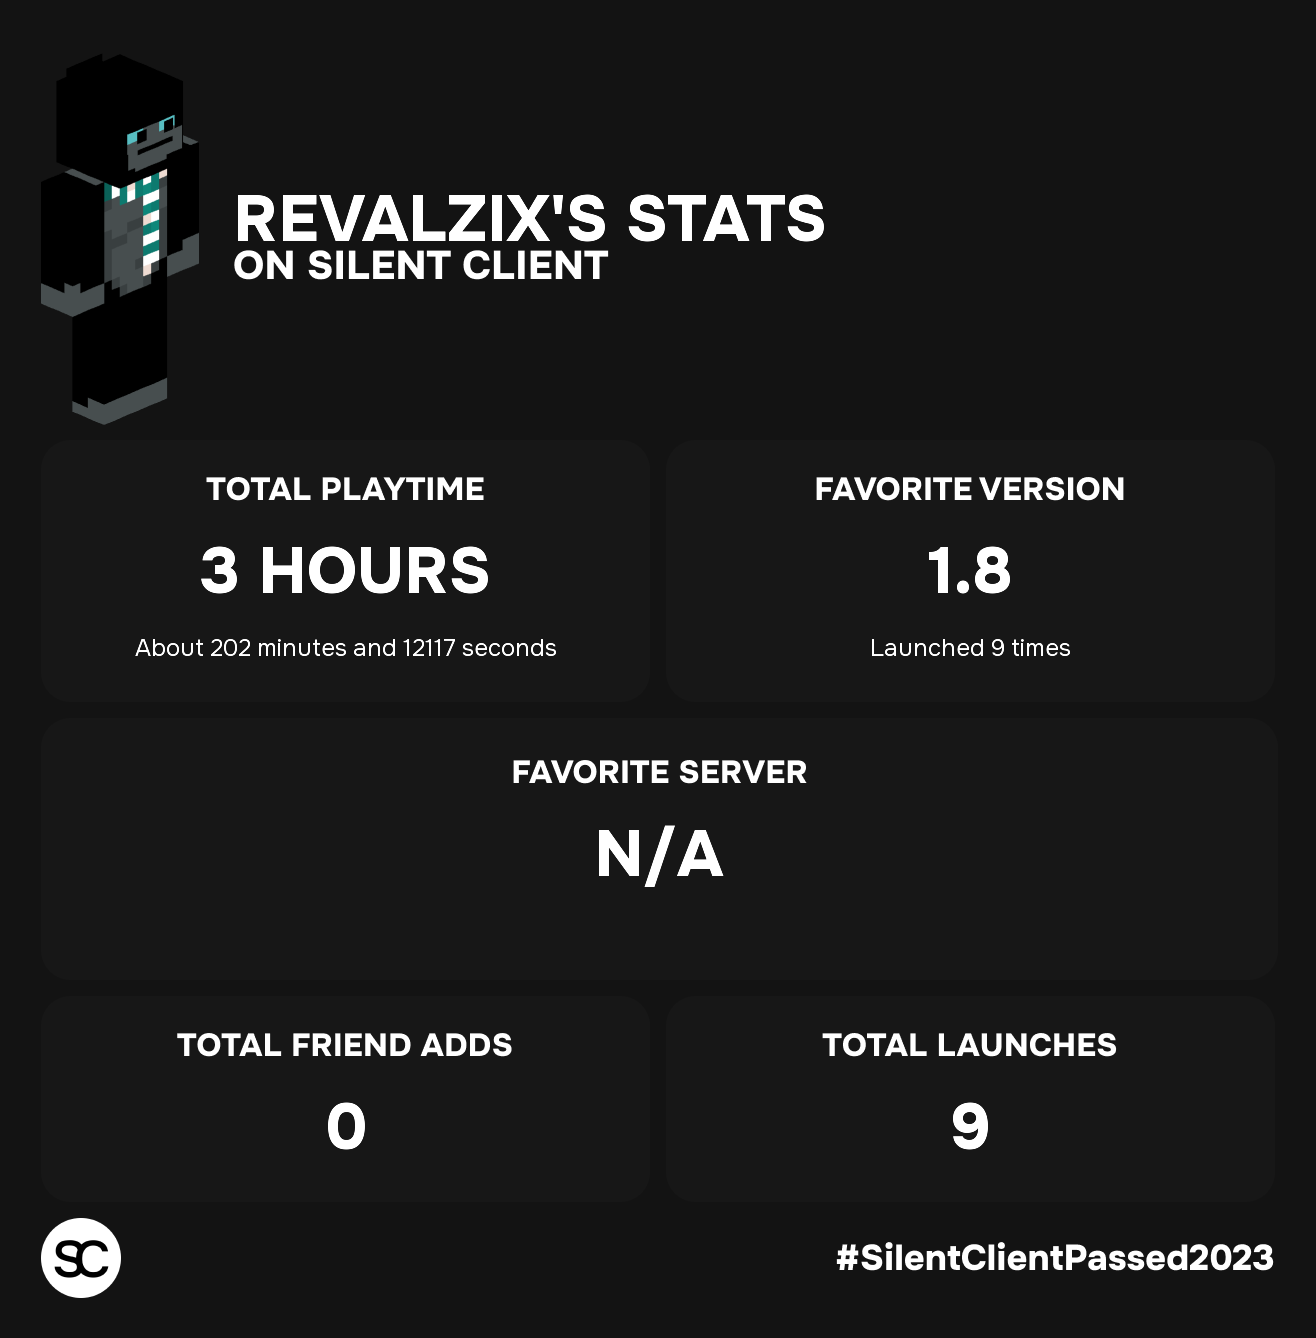 REVALZIX'S STATS
ON SILENT CLIENT
TOTAL PLAYTIME
3 HOURS
About 202 minutes and 12117 seconds
FAVORITE VERSION
1.8
Launched 9 times
FAVORITE SERVER
N/A
TOTAL FRIEND ADDS
0
TOTAL LAUNCHES
9
SC
#SilentClientPassed2023